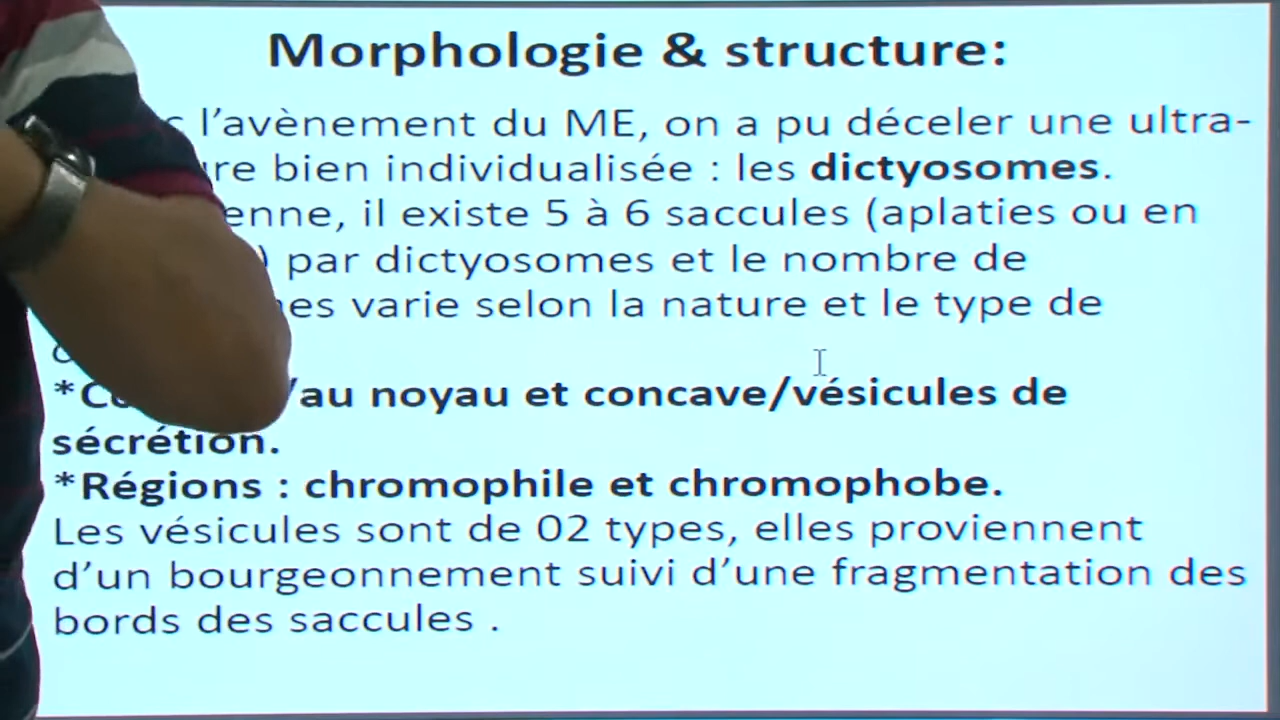 Morphologie & structure:
l’avènement du ME, on a pu déceler une ultra-
bien individualisée : les dictyosomes.
il existe 5 à 6 saccules (aplaties ou en
par dictyosomes et le nombre de
varie selon la nature et le type de
/au noyau et concave/vésicules de
sécrétion.
*Régions : chromophile et chromophobe.
Les vésicules sont de 02 types, elles proviennent
d’un bourgeonnement suivi d’une fragmentation des
bords des saccules .